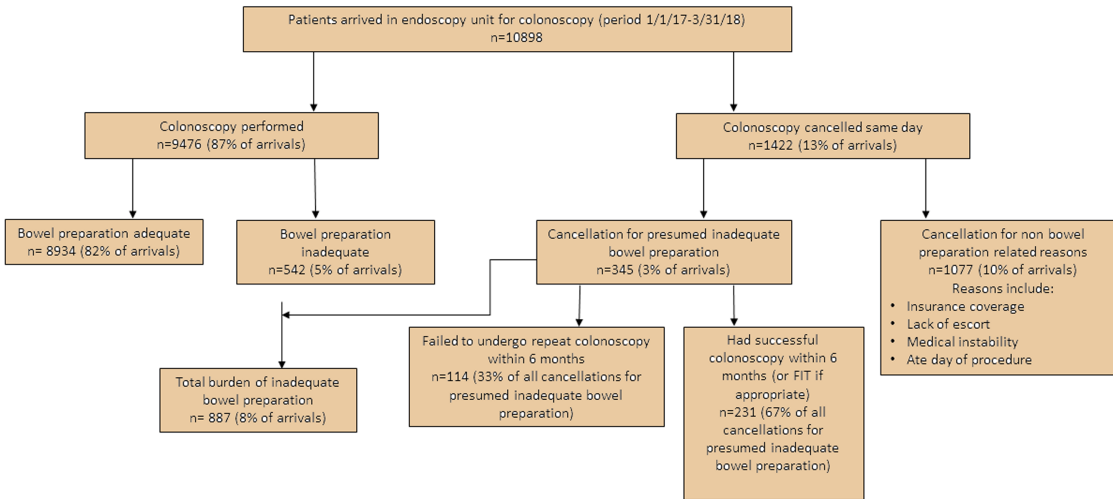 Patients arrived in endoscopy unit for colonoscopy (period 1/1/17-3/31/18)
n=10898
Colonoscopy performed
n=9476 (87% of arrivals)
Colonoscopy cancelled same day
n=1422 (13% of arrivals)
Bowel preparation adequate
n= 8934 (82% of arrivals)
Bowel preparation
inadequate
n=542 (5% of arrivals)
Cancellation for presumed inadequate
bowel preparation
n=345 (3% of arrivals)
Cancellation for non bowel
preparation related reasons
n=1077 (10% of arrivals)
Reasons include:
• Insurance coverage
• Lack of escort
• Medical instability
• Ate day of procedure
Total burden of inadequate
bowel preparation
n= 887 (8% of arrivals)
Failed to undergo repeat colonoscopy
within 6 months
n=114 (33% of all cancellations for
presumed inadequate bowel
preparation)
Had successful
colonoscopy within 6
months (or FIT if
appropriate)
n=231 (67% of all
cancellations for
presumed inadequate
bowel preparation)